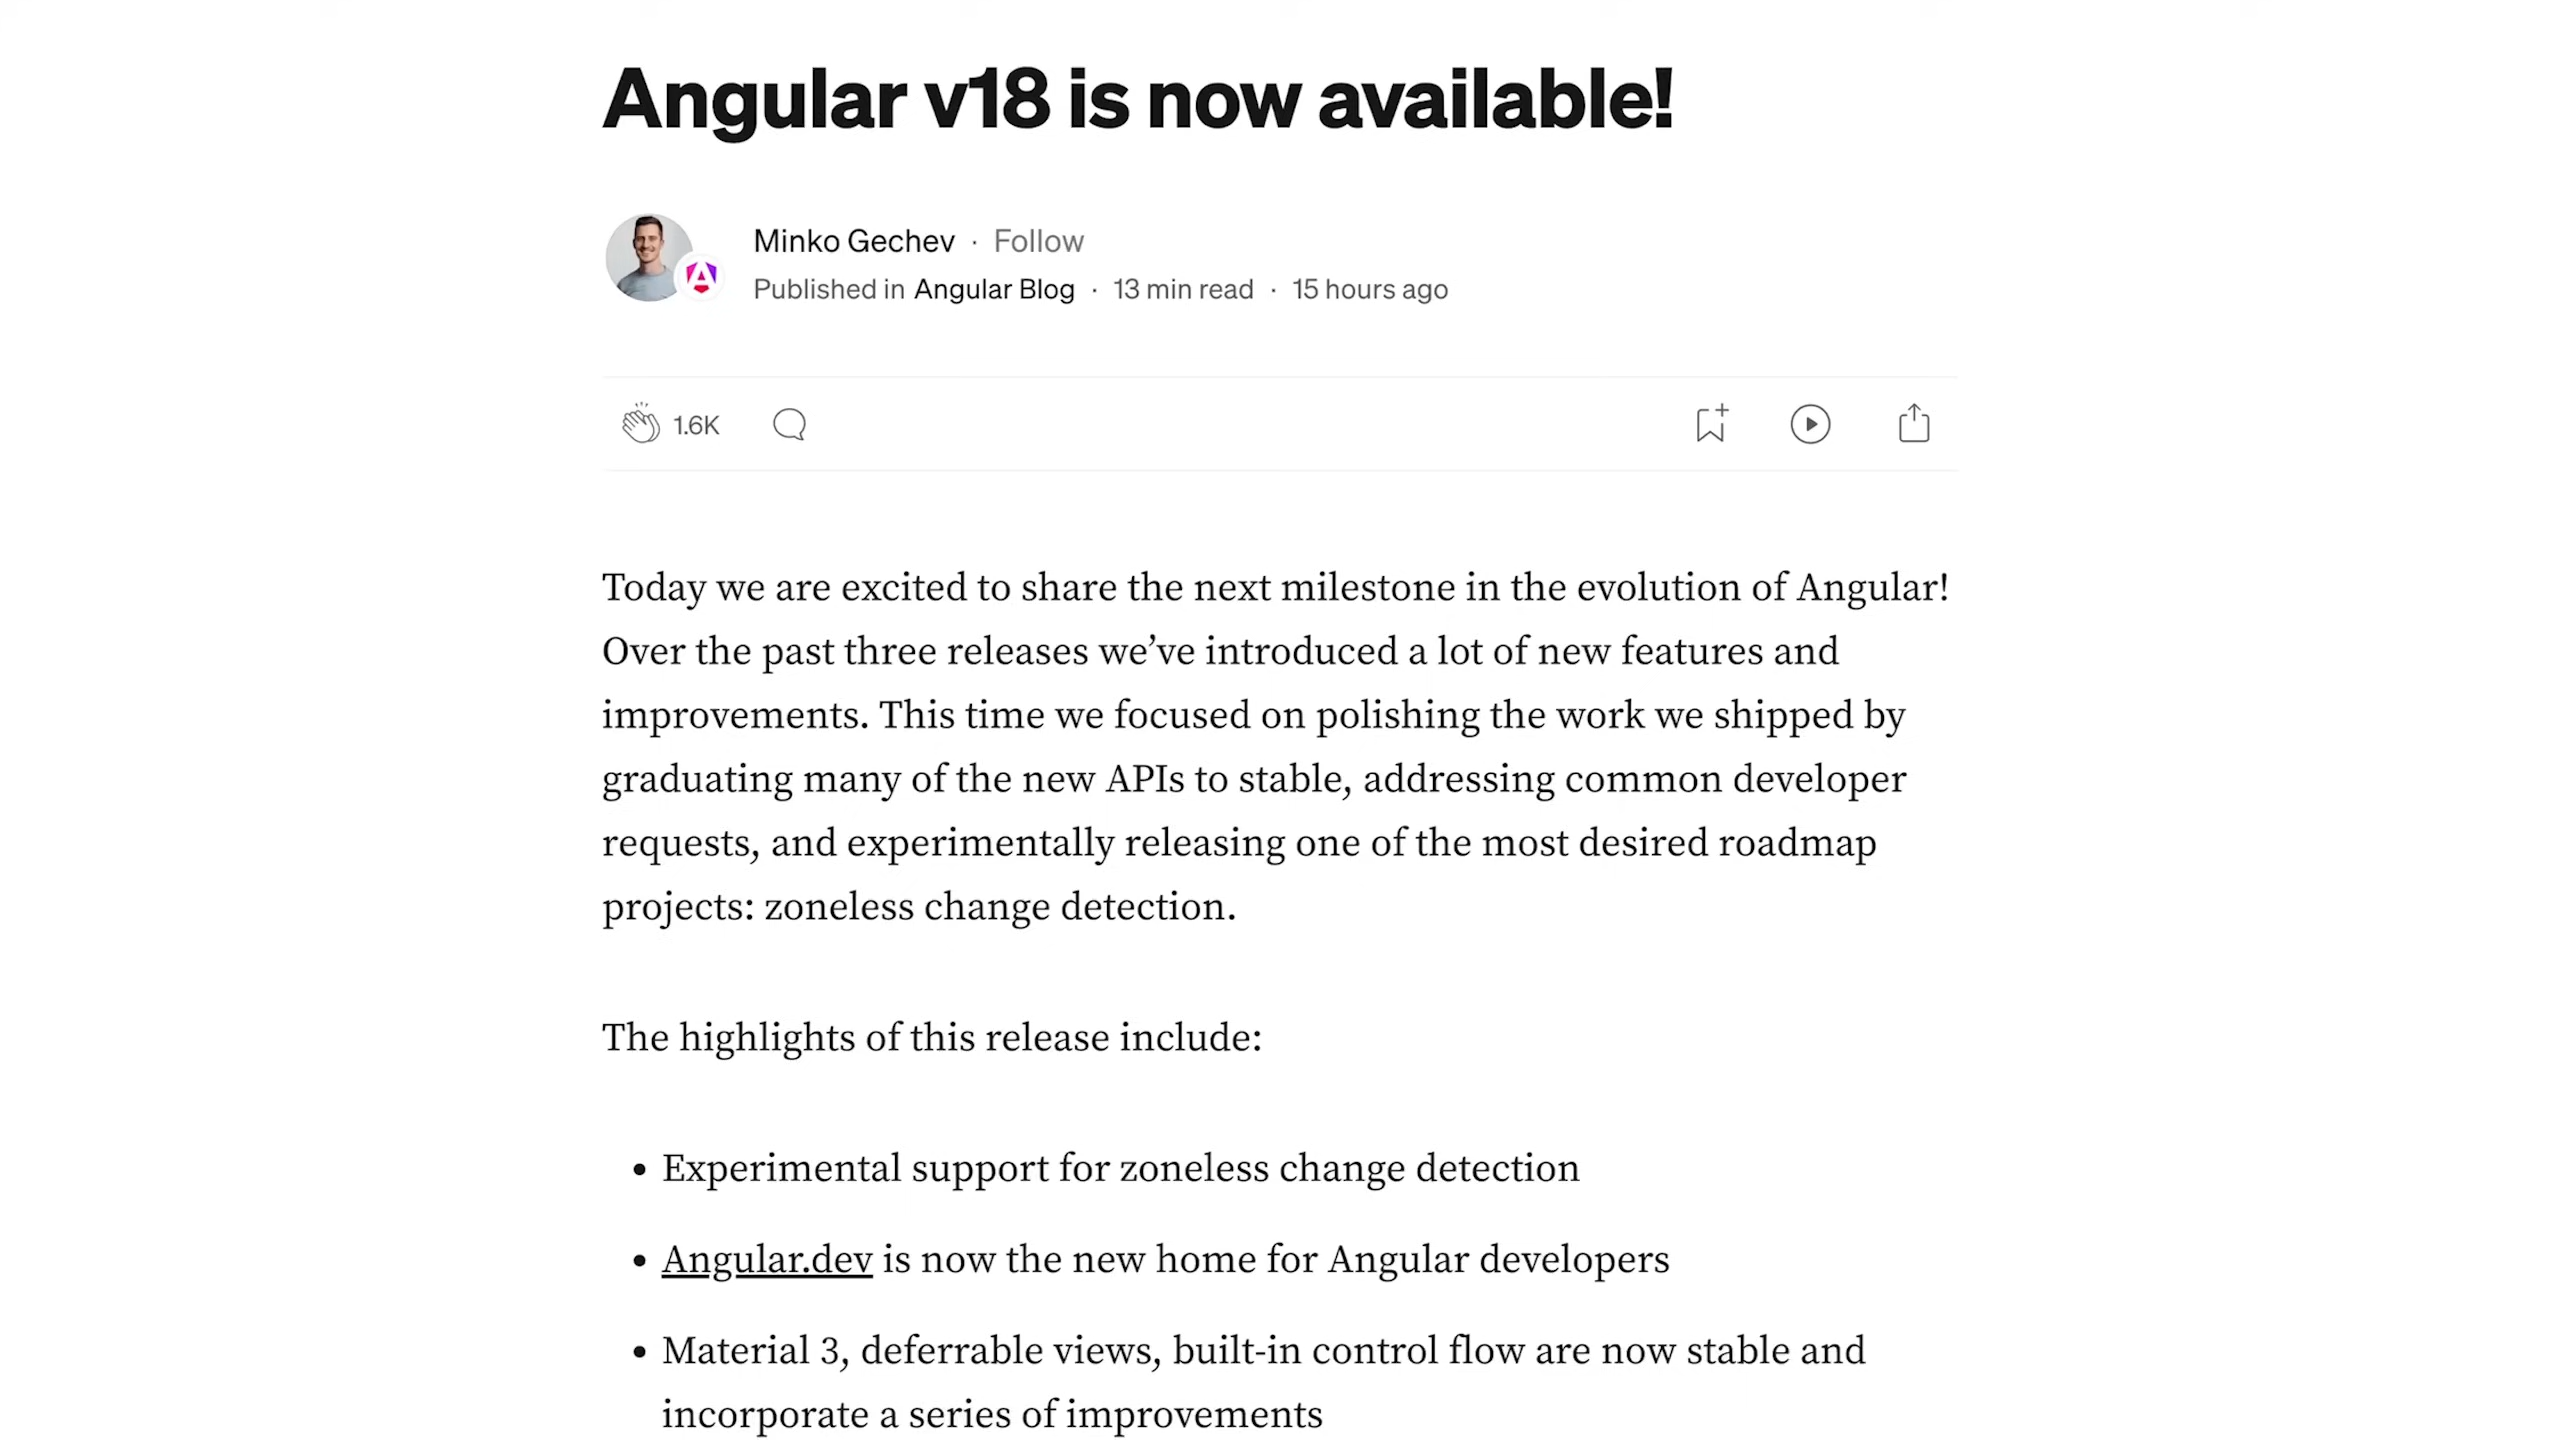 Angular v18 is now available!
Minko Gechev · Follow
Published in Angular Blog · 13 min read · 15 hours ago
1.6K
Today we are excited to share the next milestone in the evolution of Angular!
Over the past three releases we’ve introduced a lot of new features and
improvements. This time we focused on polishing the work we shipped by
graduating many of the new APIs to stable, addressing common developer
requests, and experimentally releasing one of the most desired roadmap
projects: zoneless change detection.
The highlights of this release include:
• Experimental support for zoneless change detection
• Angular.dev is now the new home for Angular developers
• Material 3, deferrable views, built-in control flow are now stable and
incorporate a series of improvements